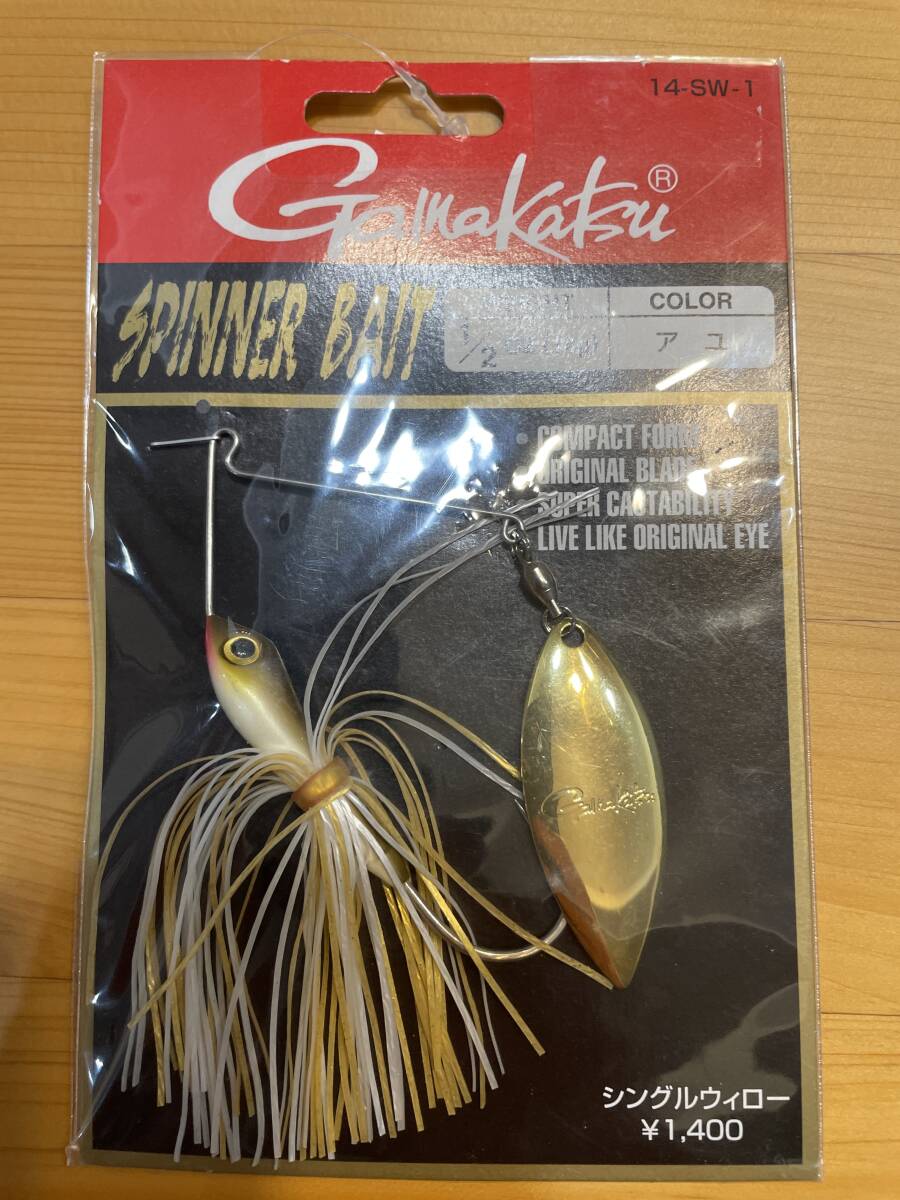 14-SW-1
Gamakatsu®
SPINNER BAIT
COLOR
1/2
アユ
COMPACT FORM
ORIGINAL BLADE
SUPER CASTABILITY
LIVE LIKE ORIGINAL EYE
Gamakatsu
シングルウィロー
¥1,400